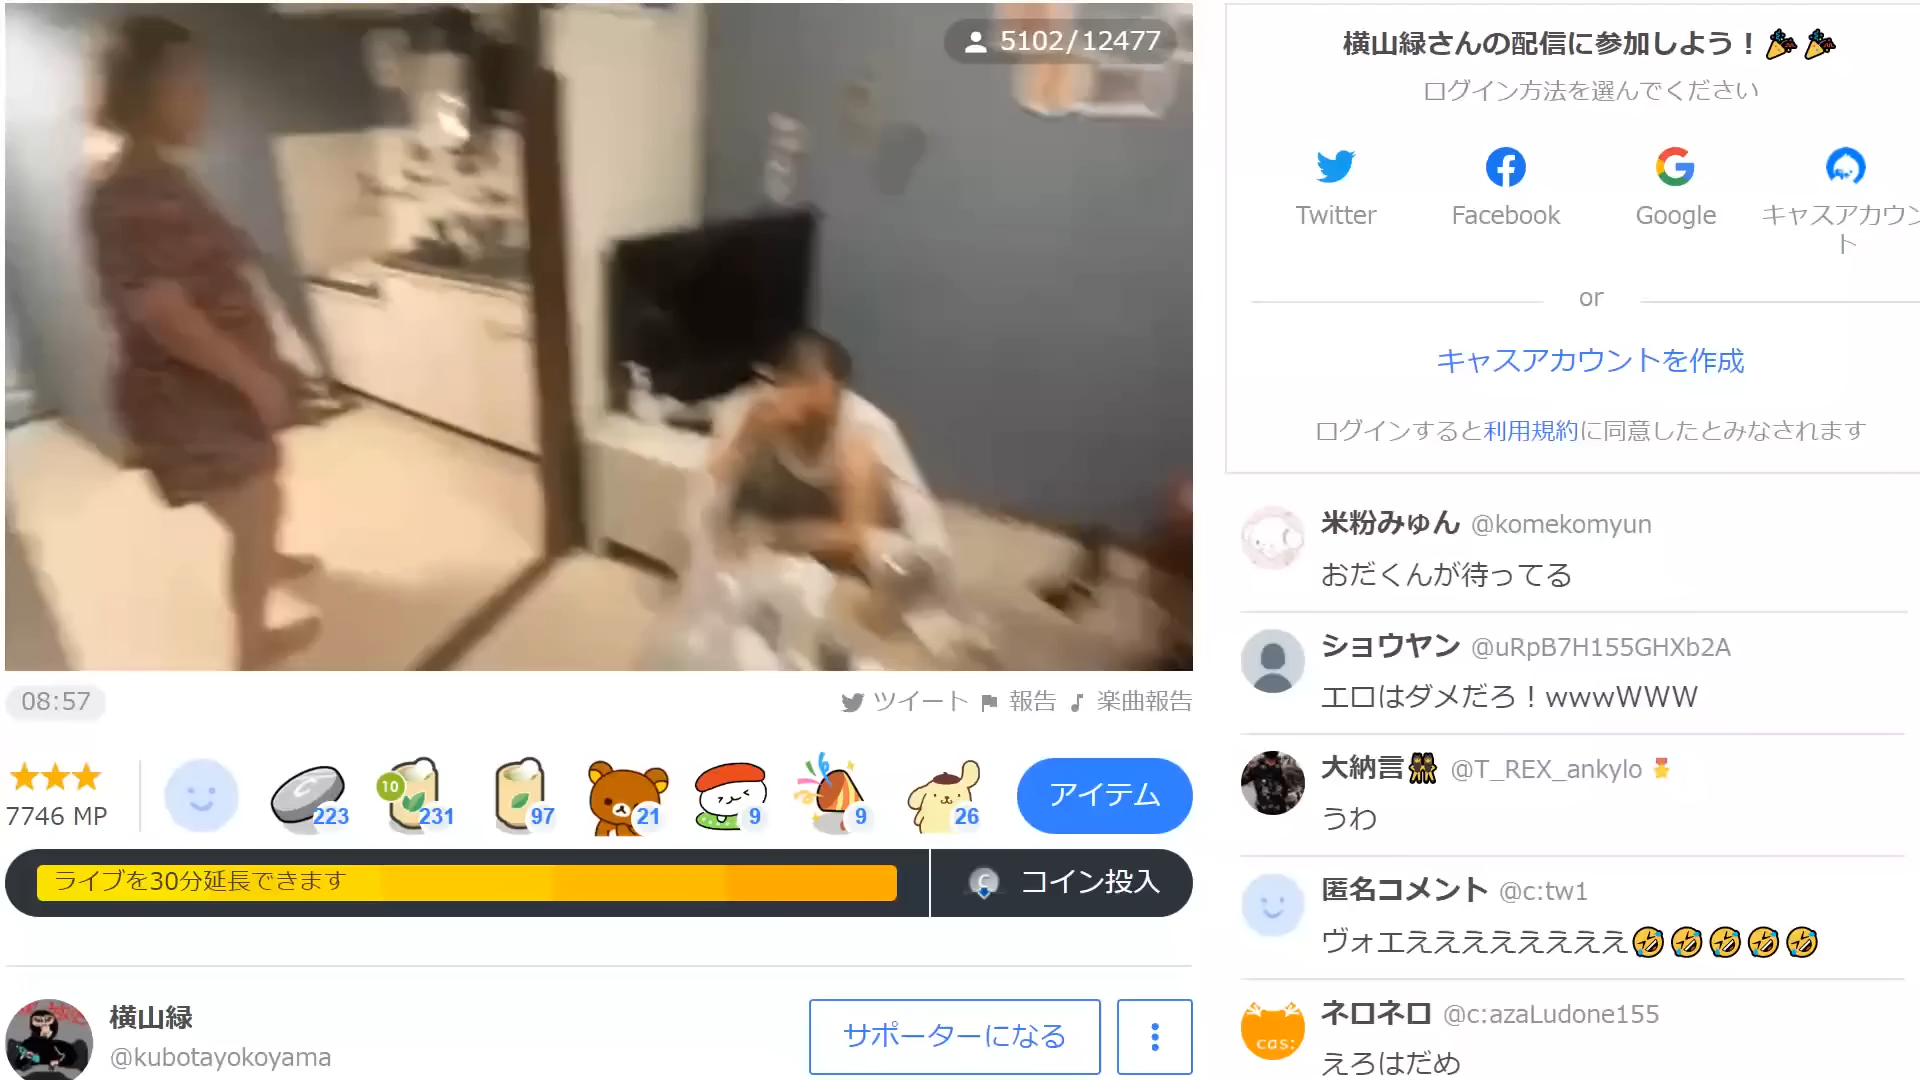 5102/12477
08:57
ツイート 報告 楽曲報告
7746 MP
223
10
231
97
21
9
9
26
アイテム
ライブを30分延長できます
コイン投入
横山緑
@kubotayokoyama
サポーターになる
横山緑さんの配信に参加しよう！
ログイン方法を選んでください
Twitter
Facebook
Google
キャスアカウン
ト
or
キャスアカウントを作成
ログインすると利用規約に同意したとみなされます
米粉みゅん @komekomyun
おだくんが待ってる
ショウヤン @uRpB7H155GHXb2A
エロはダメだろ！wwwWWW
大納言👯 @T_REX_ankylo
うわ
匿名コメント @c:tw1
ヴォエええええええええ🤣🤣🤣🤣🤣
cas:
ネロネロ @c:azaLudone155
えろはだめ